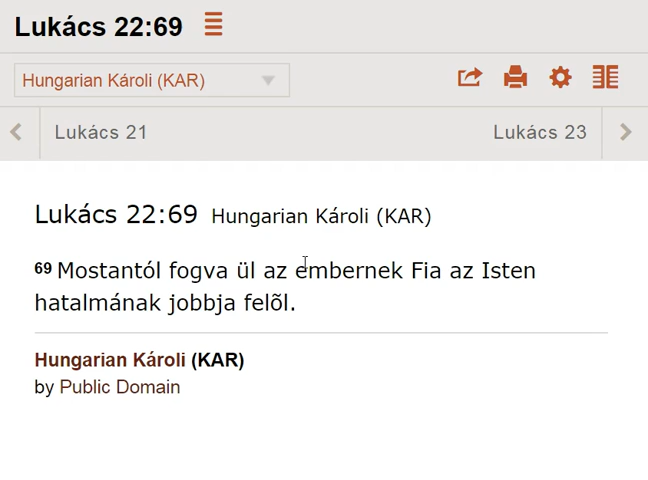 Lukács 22:69
Hungarian Károli (KAR)
Lukács 21
Lukács 23
Lukács 22:69 Hungarian Károli (KAR)
69 Mostantól fogva ül az embernek Fia az Isten
hatalmának jobbja felõl.
Hungarian Károli (KAR)
by Public Domain